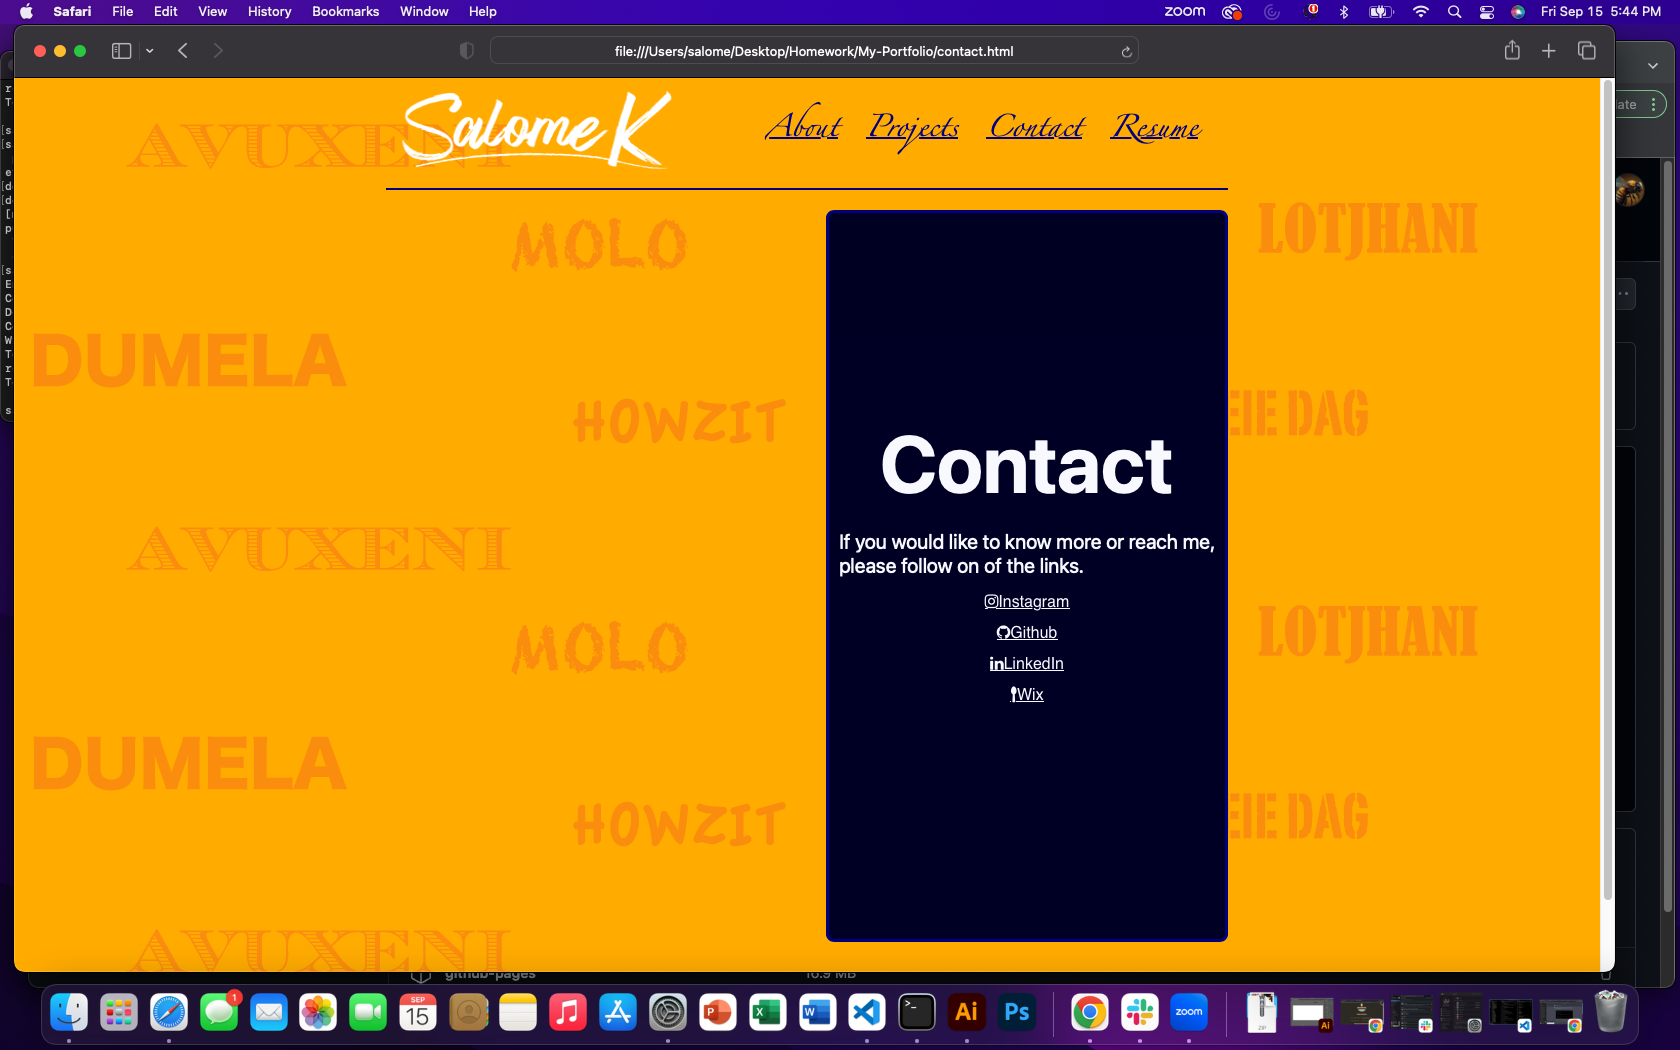 Safari File Edit View History Bookmarks Window Help zoom Fri Sep 15 5:44 PM
file:///Users/salome/Desktop/Homework/My-Portfolio/contact.html
Salome K About Projects Contact Resume
AVUXENI
MOLO
LOTJHANI
DUMELA
HOWZIT
EIE DAG
Contact
If you would like to know more or reach me,
please follow on of the links.
Instagram
Github
LinkedIn
Wix
AVUXENI
MOLO
LOTJHANI
DUMELA
HOWZIT
EIE DAG
AVUXENI
github-pages 16.9 MB
1 SEP 15 P X W >_ Ai Ps zoom